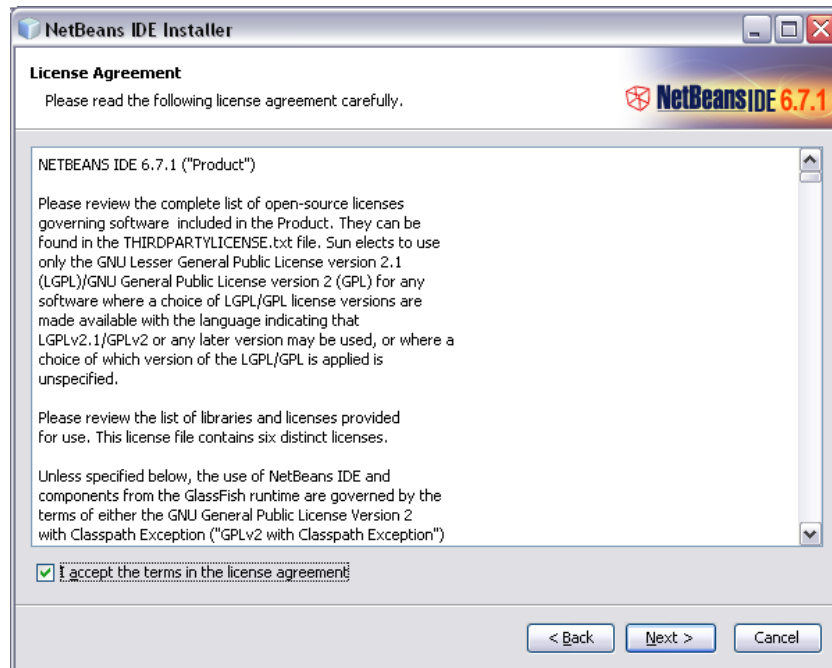 NetBeans IDE Installer
License Agreement
Please read the following license agreement carefully.
NetBeans IDE 6.7.1
NETBEANS IDE 6.7.1 ("Product")
Please review the complete list of open-source licenses
governing software  included in the Product. They can be
found in the THIRDPARTYLICENSE.txt file. Sun elects to use
only the GNU Lesser General Public License version 2.1
(LGPL)/GNU General Public License version 2 (GPL) for any
software where a choice of LGPL/GPL license versions are
made available with the language indicating that
LGPLv2.1/GPLv2 or any later version may be used, or where a
choice of which version of the LGPL/GPL is applied is
unspecified.
Please review the list of libraries and licenses provided
for use. This license file contains six distinct licenses.
Unless specified below, the use of NetBeans IDE and
components from the GlassFish runtime are governed by the
terms of either the GNU General Public License Version 2
with Classpath Exception ("GPLv2 with Classpath Exception")
I accept the terms in the license agreement
< Back Next > Cancel